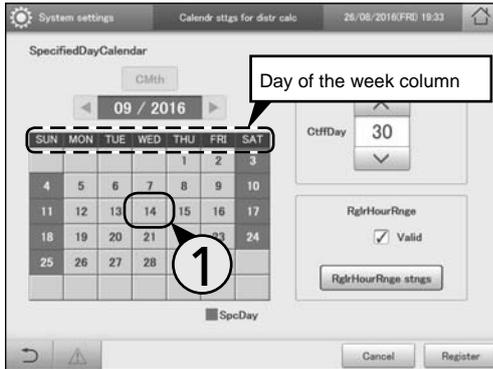 System settings Calendr sttgs for distr calc 26/08/2016(FRI) 19:33
SpecifiedDayCalendar
CMth
Day of the week column
09 / 2016
CtffDay 30
SUN MON TUE WED THU FRI SAT
1 2 3
4 5 6 7 8 9 10
11 12 13 14 15 16 17
18 19 20 21 23 24
25 26 27 28
1
RglrHourRnge
Valid
RglrHourRnge stngs
SpcDay
Cancel Register